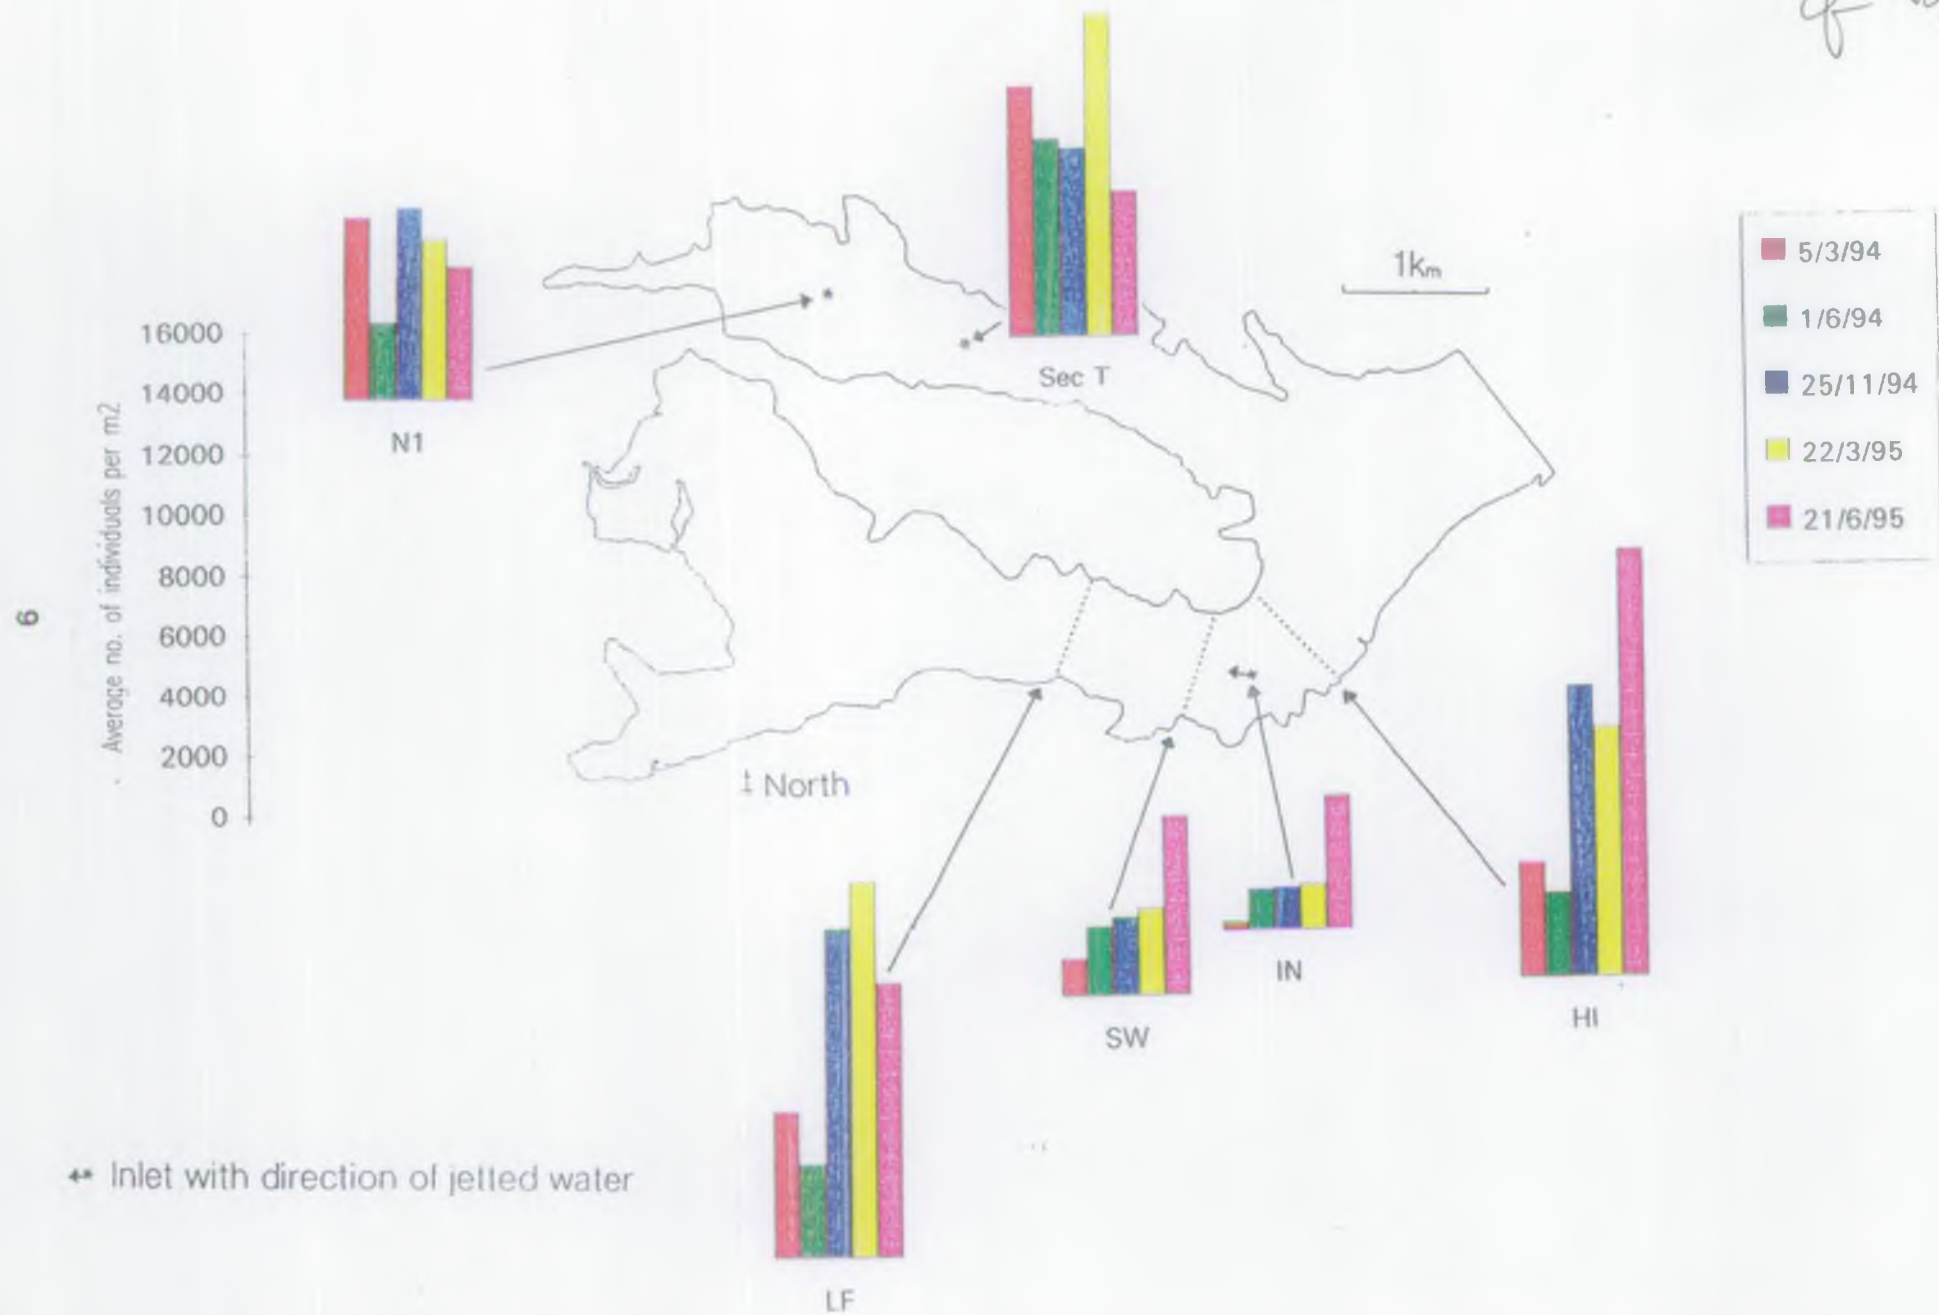 Sec T
N1
1km
5/3/94
1/6/94
25/11/94
22/3/95
21/6/95
Average no. of individuals per m2
16000
14000
12000
10000
8000
6000
4000
2000
0
North
IN
SW
HI
LF
Inlet with direction of jetted water
9